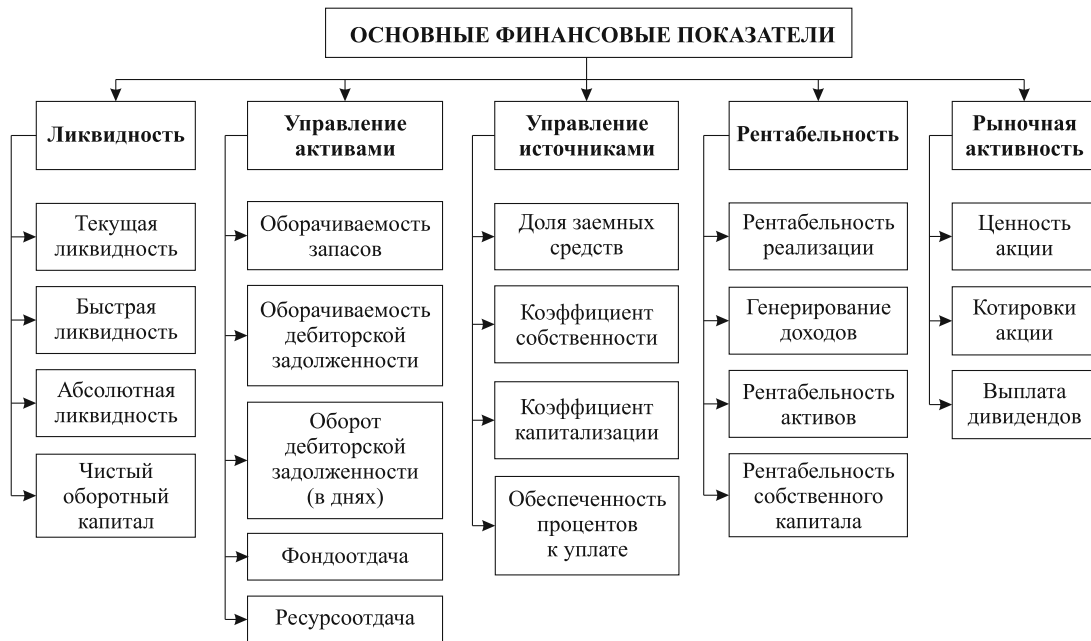 ОСНОВНЫЕ ФИНАНСОВЫЕ ПОКАЗАТЕЛИ
Ликвидность
Текущая
ликвидность
Быстрая
ликвидность
Абсолютная
ликвидность
Чистый
оборотный
капитал
Управление
активами
Оборачиваемость
запасов
Оборачиваемость
дебиторской
задолженности
Оборот
дебиторской
задолженности
(в днях)
Фондоотдача
Ресурсоотдача
Управление
источниками
Доля заемных
средств
Коэффициент
собственности
Коэффициент
капитализации
Обеспеченность
процентов
к уплате
Рентабельность
Рентабельность
реализации
Генерирование
доходов
Рентабельность
активов
Рентабельность
собственного
капитала
Рыночная
активность
Ценность
акции
Котировки
акции
Выплата
дивидендов